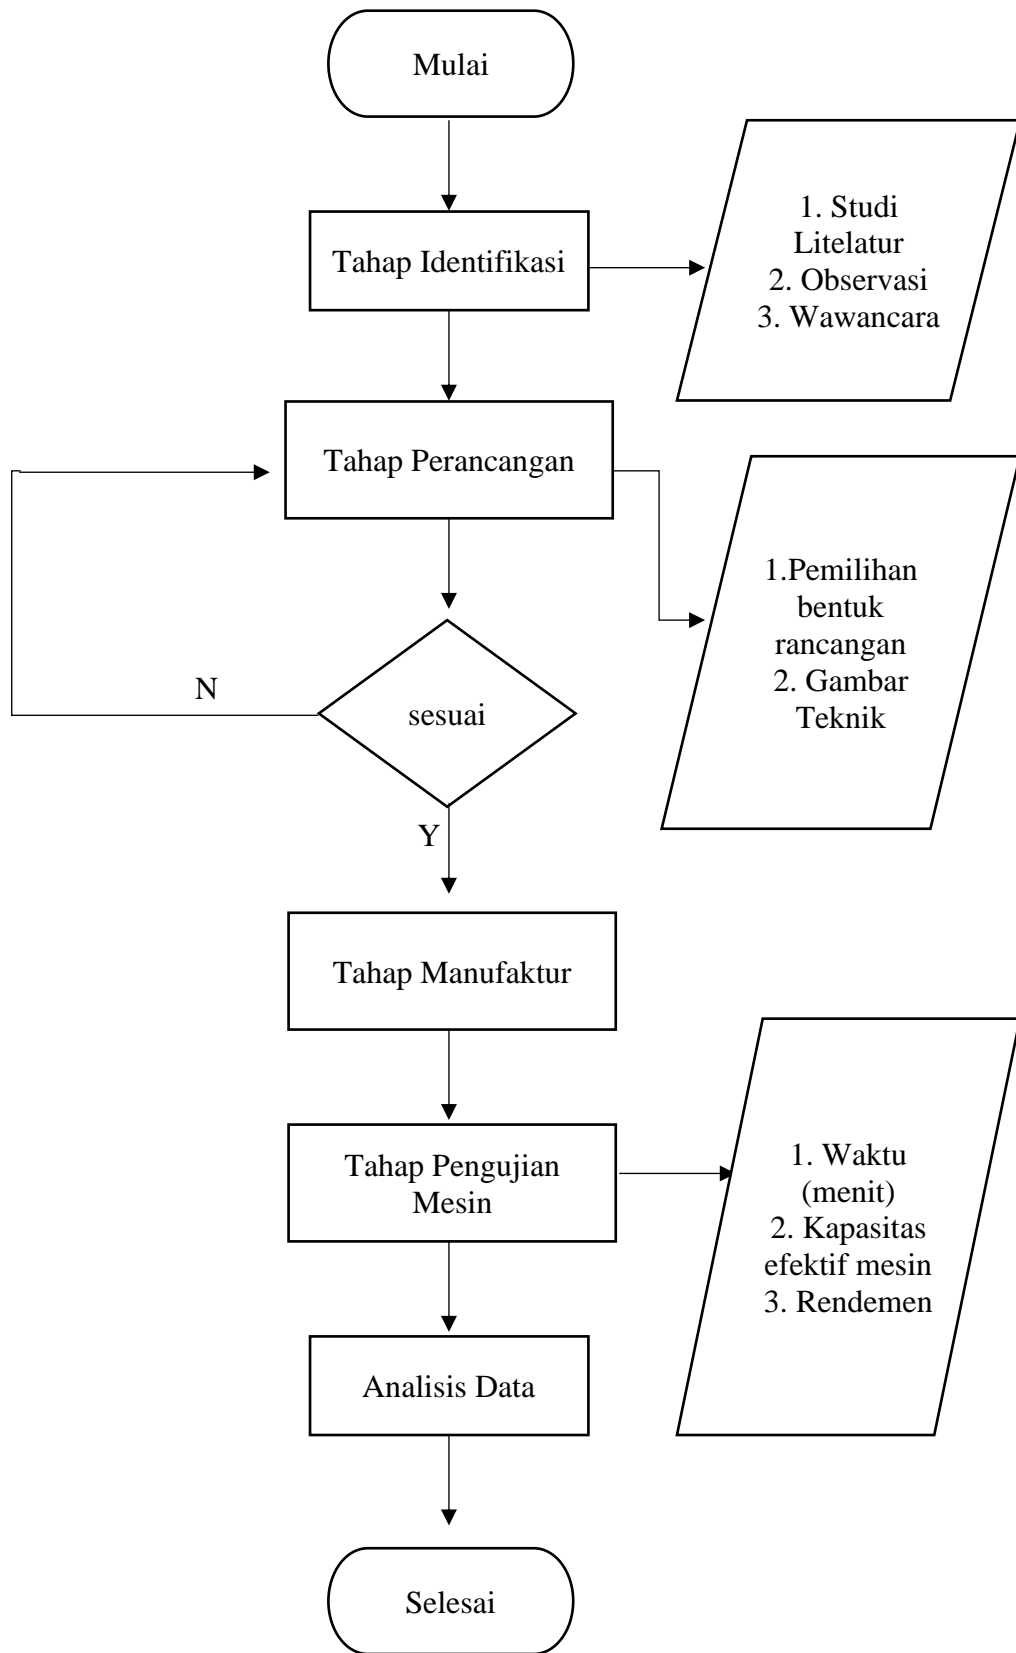 Mulai
Tahap Identifikasi
1. Studi
Litelatur
2. Observasi
3. Wawancara
Tahap Perancangan
1.Pemilihan
bentuk
rancangan
2. Gambar
Teknik
N
sesuai
Y
Tahap Manufaktur
Tahap Pengujian
Mesin
1. Waktu
(menit)
2. Kapasitas
efektif mesin
3. Rendemen
Analisis Data
Selesai